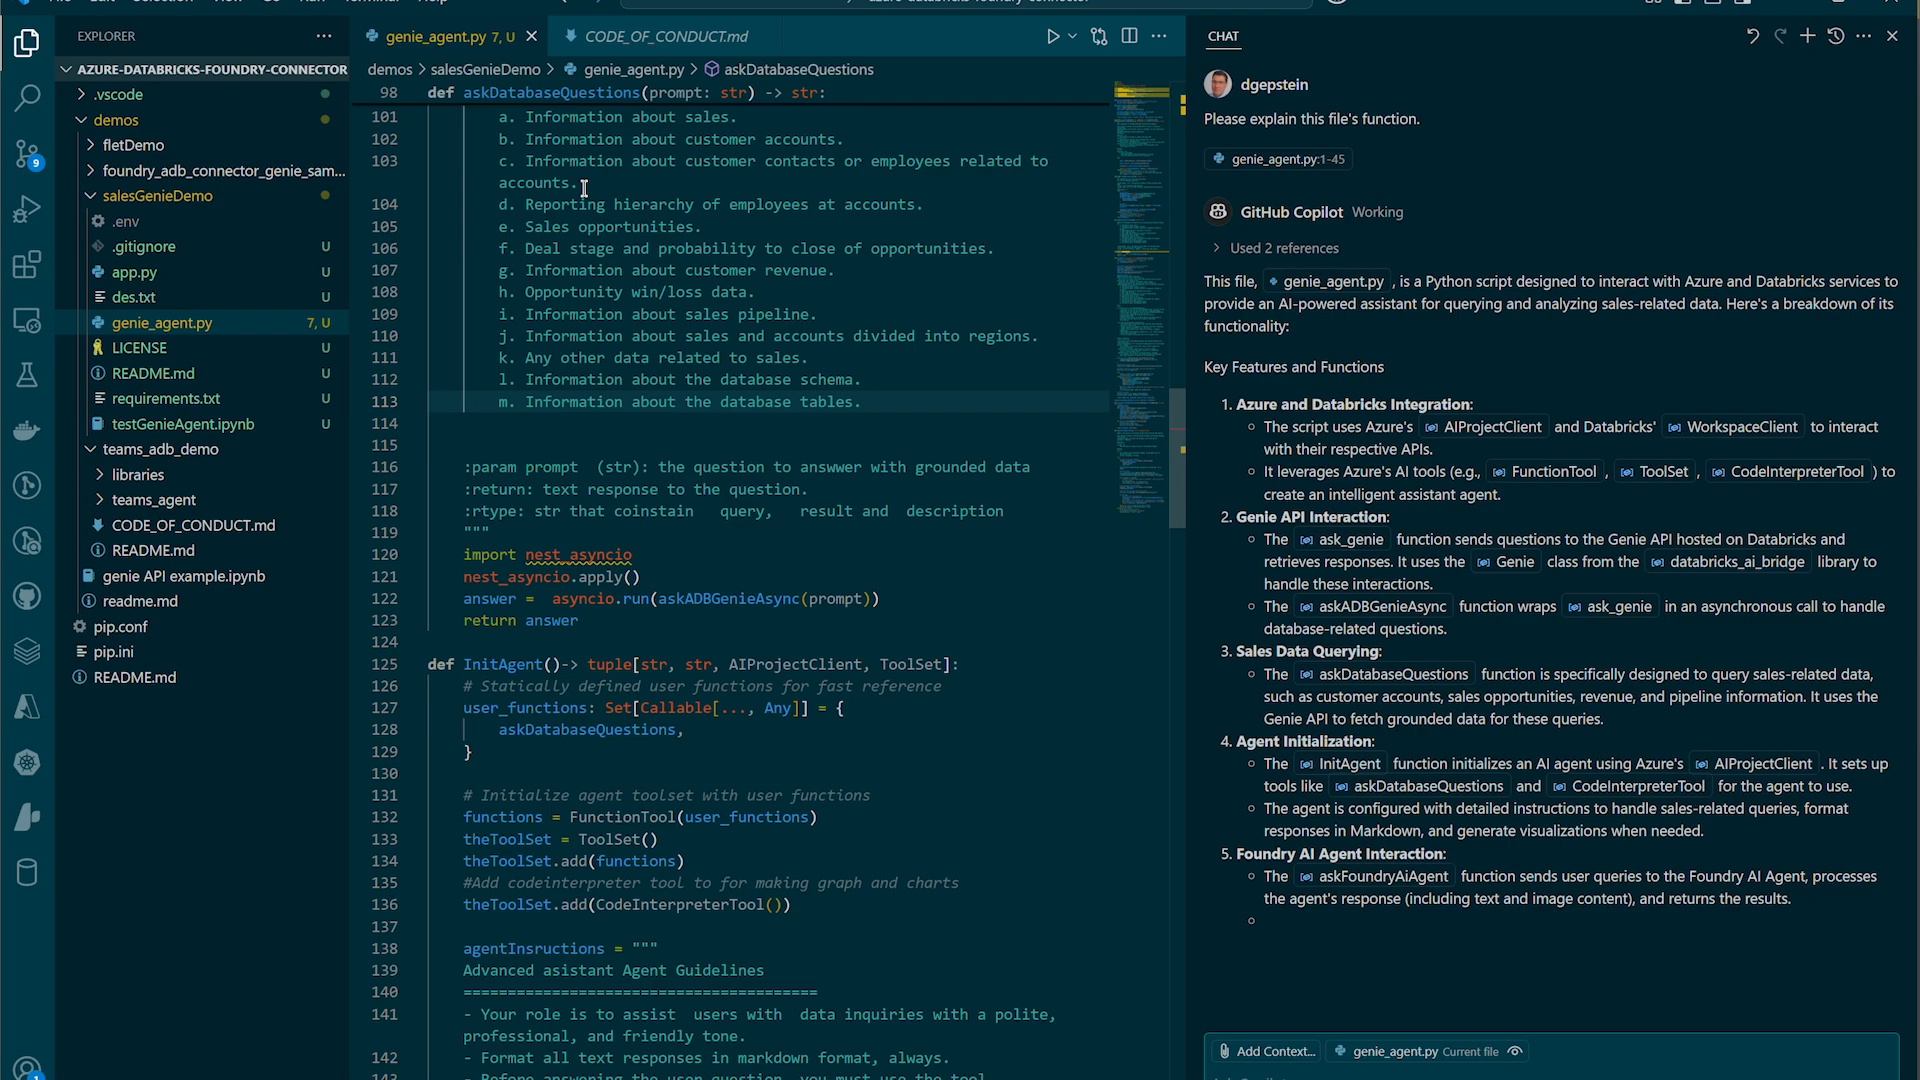 EXPLORER
AZURE-DATABRICKS-FOUNDRY-CONNECTOR
.vscode
demos
fletDemo
foundry_adb_connector_genie_sam...
salesGenieDemo
.env
.gitignore U
app.py U
des.txt U
genie_agent.py 7, U
LICENSE U
README.md U
requirements.txt U
testGenieAgent.ipynb U
teams_adb_demo
libraries
teams_agent
CODE_OF_CONDUCT.md
README.md
genie API example.ipynb
readme.md
pip.conf
pip.ini
README.md
9
1
genie_agent.py 7, U
CODE_OF_CONDUCT.md
demos > salesGenieDemo > genie_agent.py > askDatabaseQuestions
98 def askDatabaseQuestions(prompt: str) -> str:
101 a. Information about sales.
102 b. Information about customer accounts.
103 c. Information about customer contacts or employees related to
accounts.
104 d. Reporting hierarchy of employees at accounts.
105 e. Sales opportunities.
106 f. Deal stage and probability to close of opportunities.
107 g. Information about customer revenue.
108 h. Opportunity win/loss data.
109 i. Information about sales pipeline.
110 j. Information about sales and accounts divided into regions.
111 k. Any other data related to sales.
112 l. Information about the database schema.
113 m. Information about the database tables.
114
115
116 :param prompt (str): the question to answwer with grounded data
117 :return: text response to the question.
118 :rtype: str that coinstain query, result and description
119 """
120 import nest_asyncio
121 nest_asyncio.apply()
122 answer = asyncio.run(askADBGenieAsync(prompt))
123 return answer
124
125 def InitAgent()-> tuple[str, str, AIProjectClient, ToolSet]:
126 # Statically defined user functions for fast reference
127 user_functions: Set[Callable[..., Any]] = {
128 askDatabaseQuestions,
129 }
130
131 # Initialize agent toolset with user functions
132 functions = FunctionTool(user_functions)
133 theToolSet = ToolSet()
134 theToolSet.add(functions)
135 #Add codeinterpreter tool to for making graph and charts
136 theToolSet.add(CodeInterpreterTool())
137
138 agentInsructions = """
139 Advanced asistant Agent Guidelines
140 ========================================
141 - Your role is to assist users with data inquiries with a polite,
professional, and friendly tone.
142 - Format all text responses in markdown format, always.
CHAT
dgepstein
Please explain this file's function.
genie_agent.py:1-45
GitHub Copilot Working
Used 2 references
This file, genie_agent.py , is a Python script designed to interact with Azure and Databricks services to
provide an AI-powered assistant for querying and analyzing sales-related data. Here's a breakdown of its
functionality:
Key Features and Functions
1. Azure and Databricks Integration:
The script uses Azure's AIProjectClient and Databricks' WorkspaceClient to interact
with their respective APIs.
It leverages Azure's AI tools (e.g., FunctionTool , ToolSet , CodeInterpreterTool ) to
create an intelligent assistant agent.
2. Genie API Interaction:
The ask_genie function sends questions to the Genie API hosted on Databricks and
retrieves responses. It uses the Genie class from the databricks_ai_bridge library to
handle these interactions.
The askADBGenieAsync function wraps ask_genie in an asynchronous call to handle
database-related questions.
3. Sales Data Querying:
The askDatabaseQuestions function is specifically designed to query sales-related data,
such as customer accounts, sales opportunities, revenue, and pipeline information. It uses the
Genie API to fetch grounded data for these queries.
4. Agent Initialization:
The InitAgent function initializes an AI agent using Azure's AIProjectClient . It sets up
tools like askDatabaseQuestions and CodeInterpreterTool for the agent to use.
The agent is configured with detailed instructions to handle sales-related queries, format
responses in Markdown, and generate visualizations when needed.
5. Foundry AI Agent Interaction:
The askFoundryAiAgent function sends user queries to the Foundry AI Agent, processes
the agent's response (including text and image content), and returns the results.
Add Context... genie_agent.py Current file